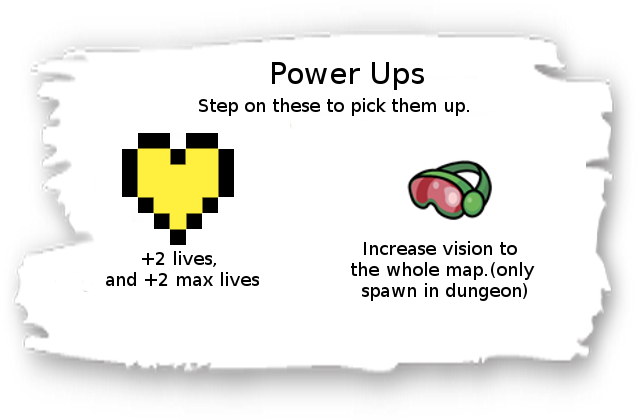 Power Ups
Step on these to pick them up.
+2 lives,
and +2 max lives
Increase vision to
the whole map.(only
spawn in dungeon)